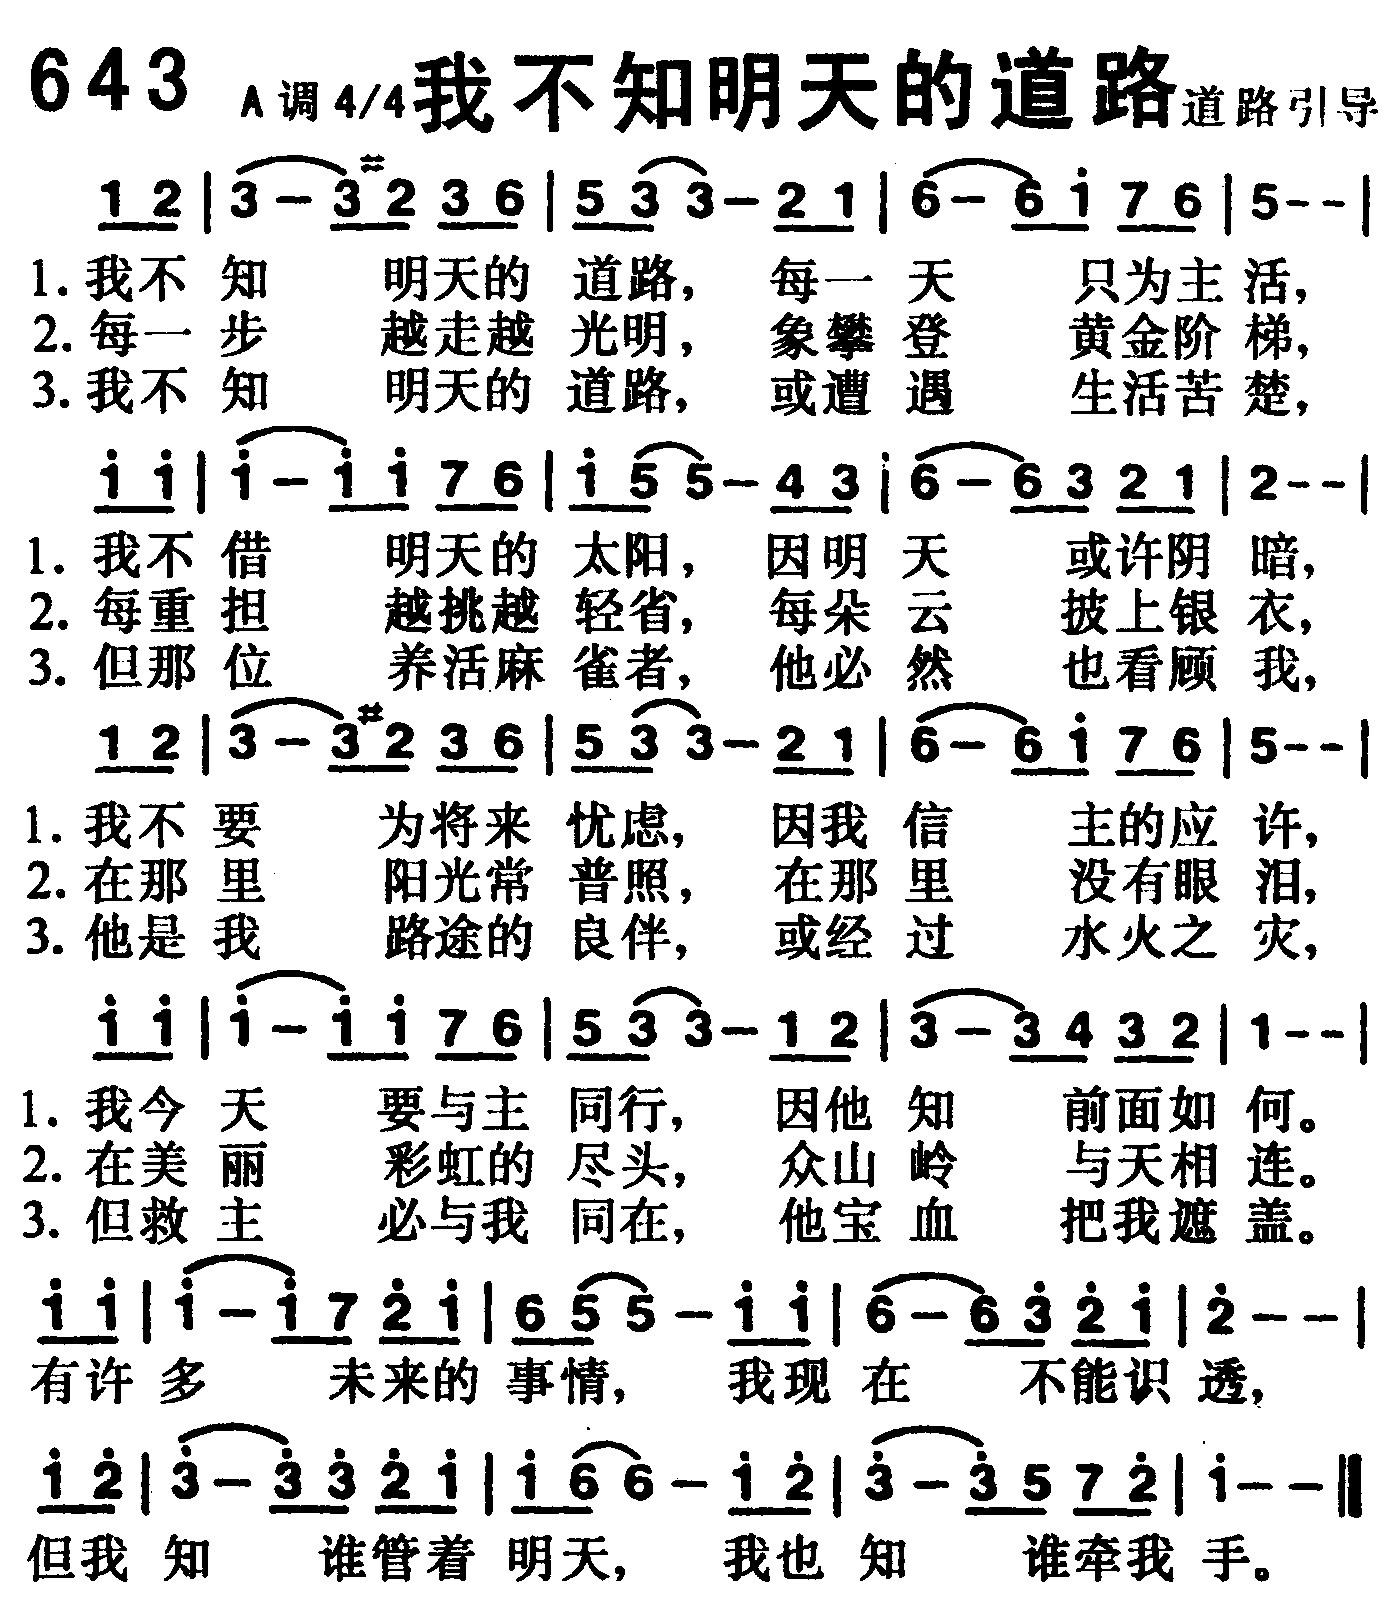 643 A调4/4 我不知明天的道路 道路引导
1 2 | 3 - 3 #2 3 6 | 5 3 3 - 2 1 | 6 - 6 i 7 6 | 5 - - |
1. 我不 知 明天的 道路， 每一 天 只为主 活，
2. 每一 步 越走越 光明， 象攀 登 黄金阶 梯，
3. 我不 知 明天的 道路， 或遭 遇 生活苦 楚，
i i | i - i i 7 6 | i 5 5 - 4 3 | 6 - 6 3 2 1 | 2 - - |
1. 我不 借 明天的 太阳， 因明 天 或许阴 暗，
2. 每重 担 越挑越 轻省， 每朵 云 披上银 衣，
3. 但那 位 养活麻 雀者， 他必 然 也看顾 我，
1 2 | 3 - 3 #2 3 6 | 5 3 3 - 2 1 | 6 - 6 i 7 6 | 5 - - |
1. 我不 要 为将来 忧虑， 因我 信 主的应 许，
2. 在那 里 阳光常 普照， 在那 里 没有眼 泪，
3. 他是 我 路途的 良伴， 或经 过 水火之 灾，
i i | i - i i 7 6 | 5 3 3 - 1 2 | 3 - 3 4 3 2 | 1 - - |
1. 我今 天 要与主 同行， 因他 知 前面如 何。
2. 在美 丽 彩虹的 尽头， 众山 岭 与天相 连。
3. 但救 主 必与我 同在， 他宝 血 把我遮 盖。
i i | i - i 7 2̇ i | 6 5 5 - i i | 6 - 6 3̇ 2̇ i | 2̇ - - |
有许 多 未来的 事情， 我现 在 不能识 透，
i 2̇ | 3̇ - 3̇ 3̇ 2̇ i | i 6 6 - i 2̇ | 3̇ - 3̇ 5 7 2̇ | i - - ‖
但我 知 谁管着 明天， 我也 知 谁牵我 手。